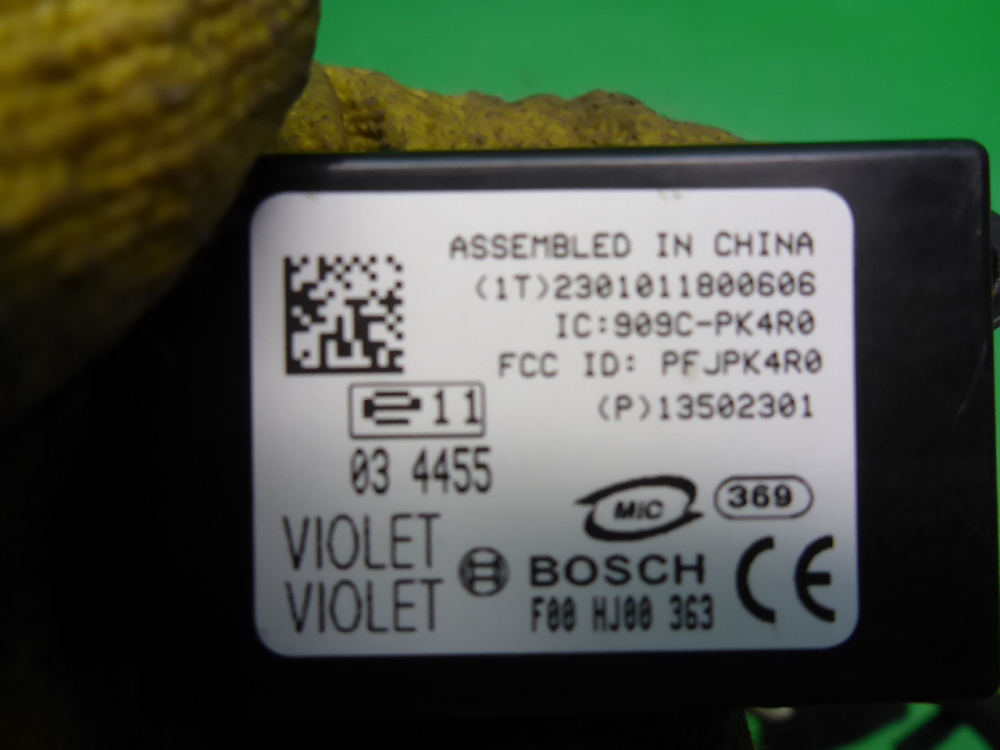 ASSEMBLED IN CHINA
(1T)2301011800606
IC:909C-PK4R0
FCC ID: PFJPK4R0
(P)13502301
e11
03 4455
MiC
369
VIOLET
VIOLET
BOSCH
F00 HJ00 363
CE